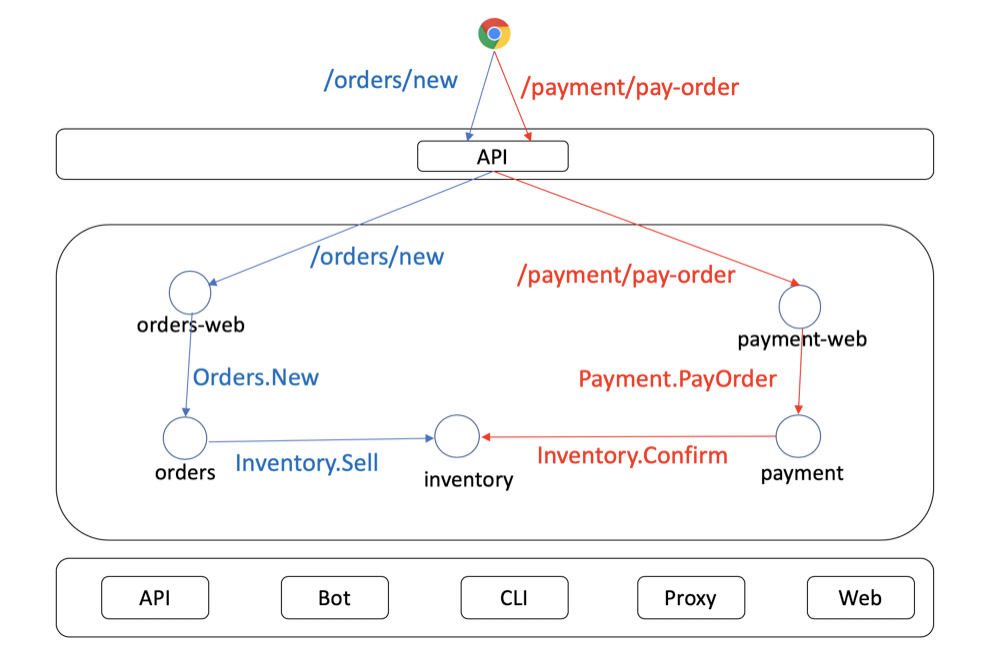 /orders/new
/payment/pay-order
API
/orders/new
/payment/pay-order
orders-web
payment-web
Orders.New
Payment.PayOrder
Inventory.Sell
Inventory.Confirm
orders
inventory
payment
API
Bot
CLI
Proxy
Web